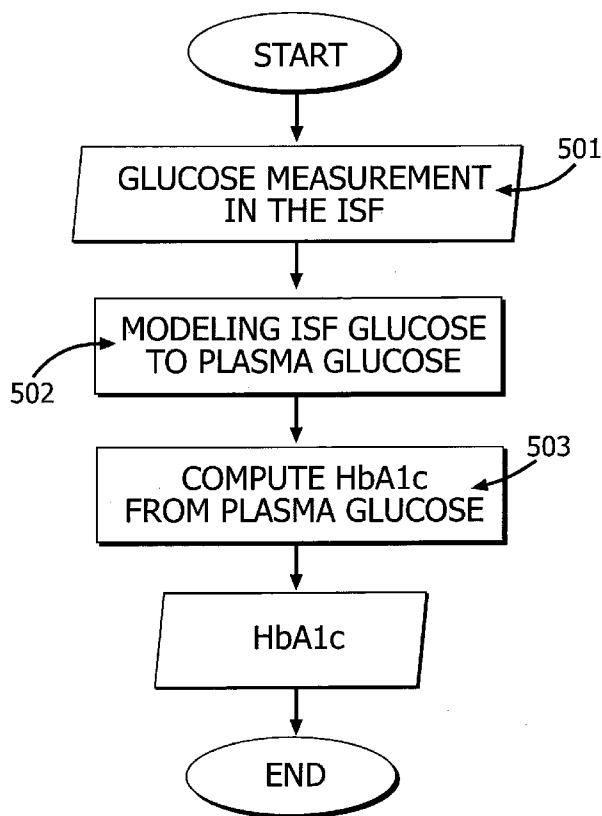 START
GLUCOSE MEASUREMENT
IN THE ISF
501
MODELING ISF GLUCOSE
TO PLASMA GLUCOSE
502
COMPUTE HbA1c
FROM PLASMA GLUCOSE
503
HbA1c
END